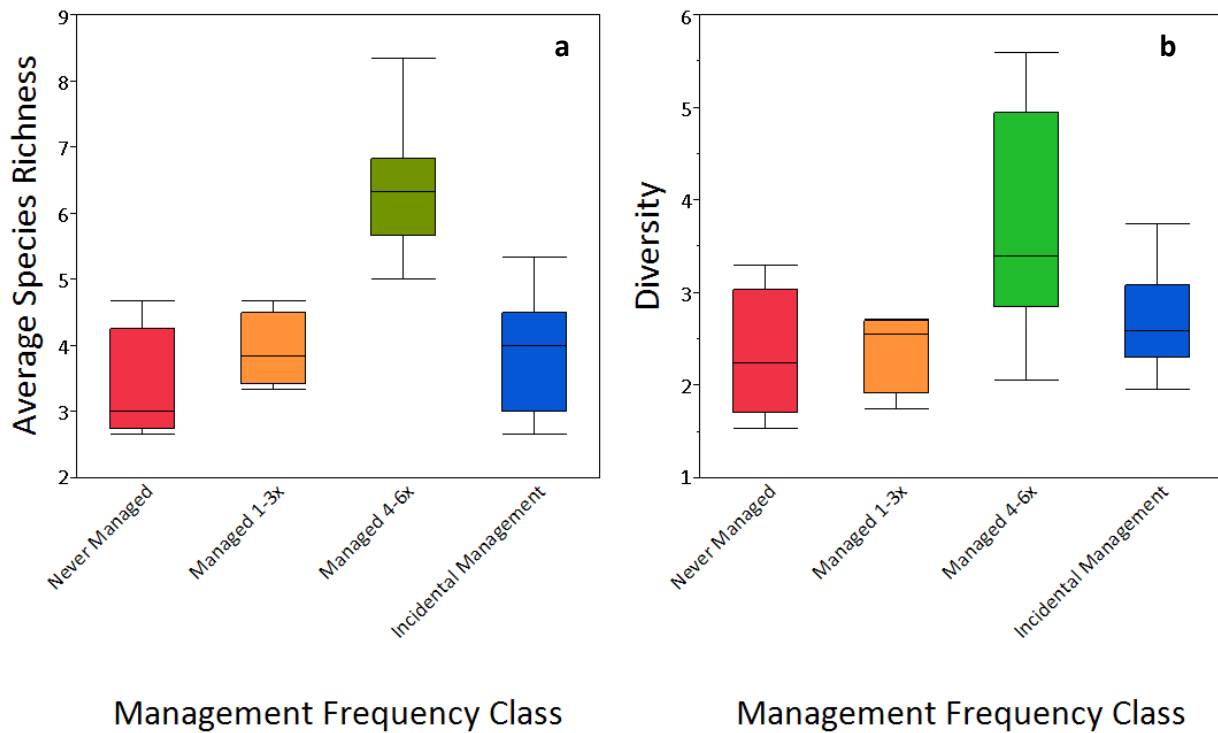 Average Species Richness
9
8
7
6
5
4
3
2
a
Never Managed
Managed 1-3x
Managed 4-6x
Incidental Management
Management Frequency Class
Diversity
6
5
4
3
2
1
b
Never Managed
Managed 1-3x
Managed 4-6x
Incidental Management
Management Frequency Class